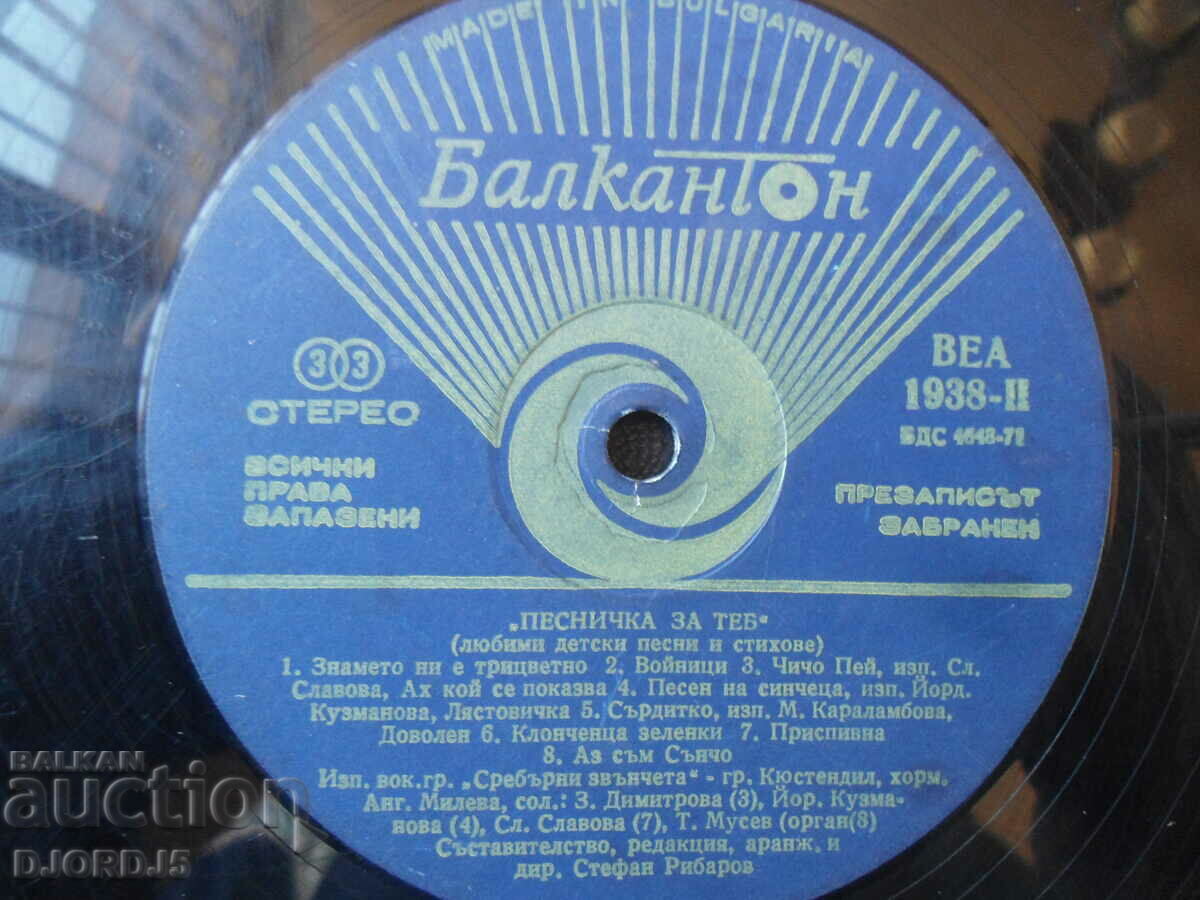 MADE IN BULGARIA
Балкантон
33
СТЕРЕО
ВСИЧКИ
ПРАВА
ЗАПАЗЕНИ
ВЕА
1938-II
БДС 4648-71
ПРЕЗАПИСЪТ
ЗАБРАНЕН
„ПЕСНИЧКА ЗА ТЕБ"
(любими детски песни и стихове)
1. Знамето ни е трицветно 2. Войници 3. Чичо Пей, изп. Сл.
Славова, Ах кой се показва 4. Песен на синчеца, изп. Йорд.
Кузманова, Лястовичка 5. Сърдитко, изп. М. Караламбова,
Доволен 6. Клонченца зеленки 7. Приспивна
8. Аз съм Сънчо
Изп. вок.гр. „Сребърни звънчета" - гр. Кюстендил, хорм.
Анг. Милева, сол.: З. Димитрова (3), Йор. Кузма-
нова (4), Сл. Славова (7), Т. Мусев (орган(8)
Съставителство, редакция, аранж. и
дир. Стефан Рибаров
BALKAN
auction
DJORDJ5